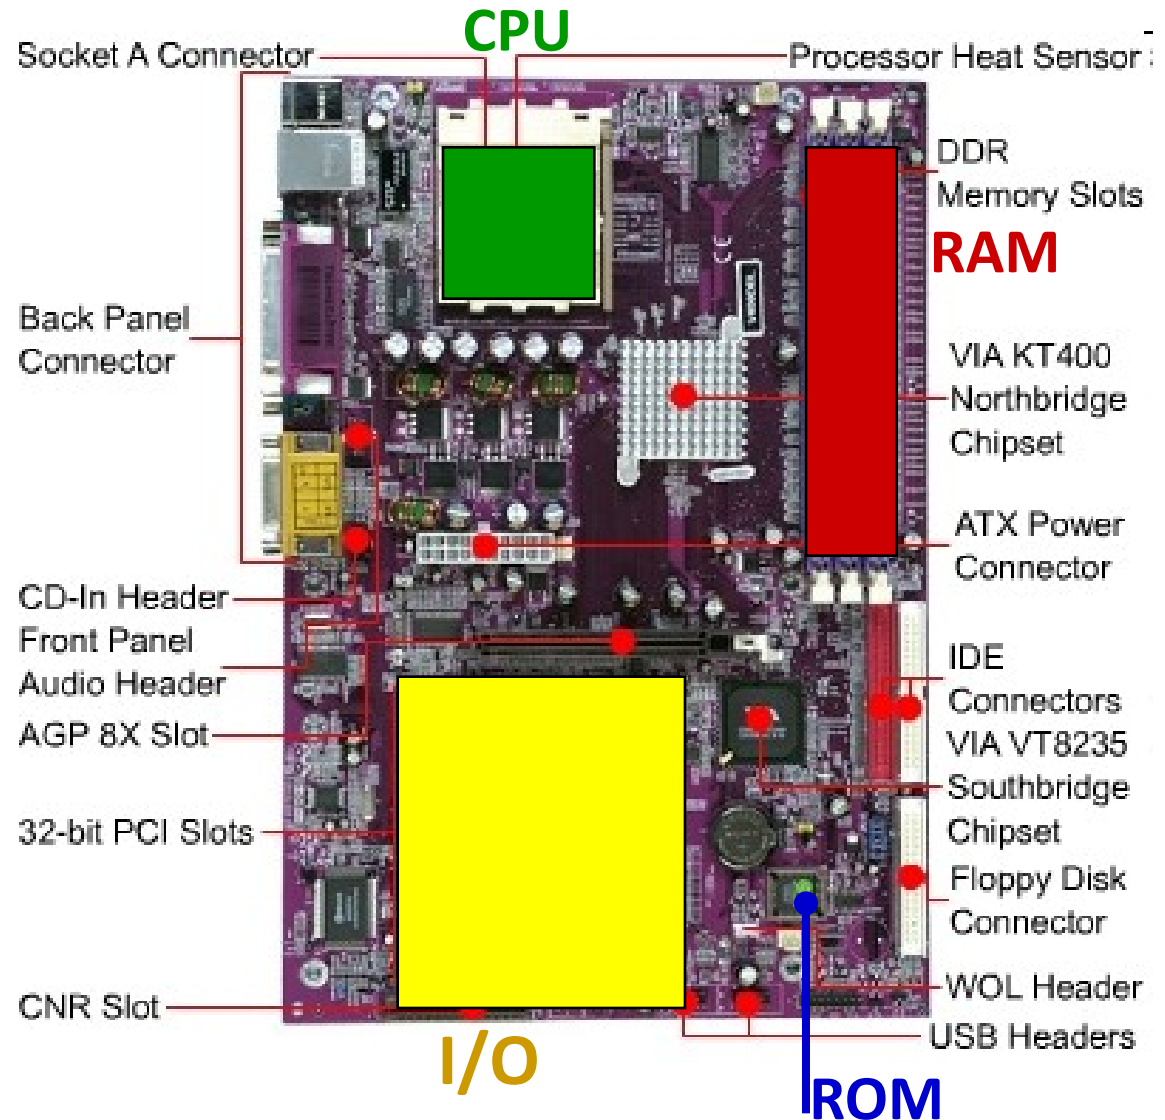 CPU
Socket A Connector
Processor Heat Sensor
DDR
Memory Slots
RAM
Back Panel
Connector
VIA KT400
Northbridge
Chipset
ATX Power
Connector
CD-In Header
Front Panel
Audio Header
AGP 8X Slot
IDE
Connectors
VIA VT8235
Southbridge
Chipset
32-bit PCI Slots
Floppy Disk
Connector
WOL Header
CNR Slot
USB Headers
I/O
ROM